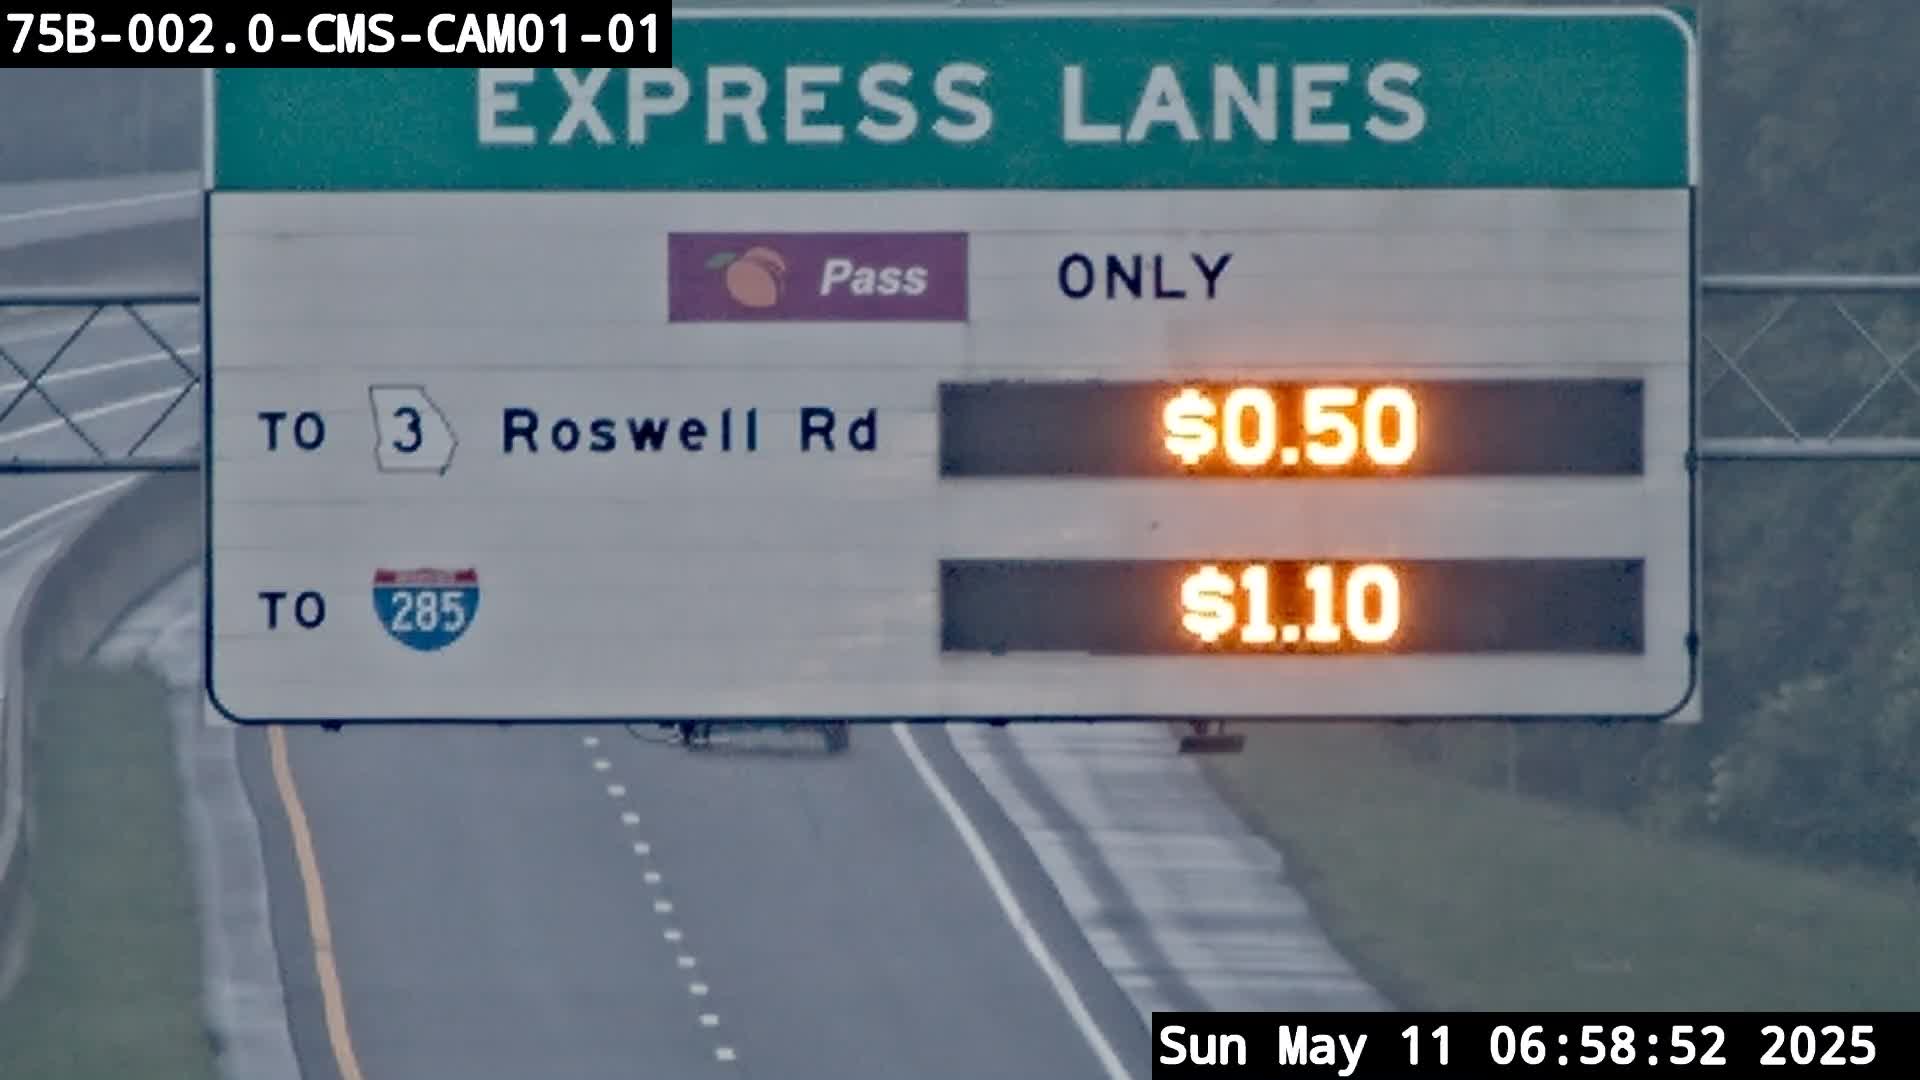 75B-002.0-CMS-CAM01-01
EXPRESS LANES
Pass ONLY
TO 3 Roswell Rd $0.50
TO 285 $1.10
Sun May 11 06:58:52 2025